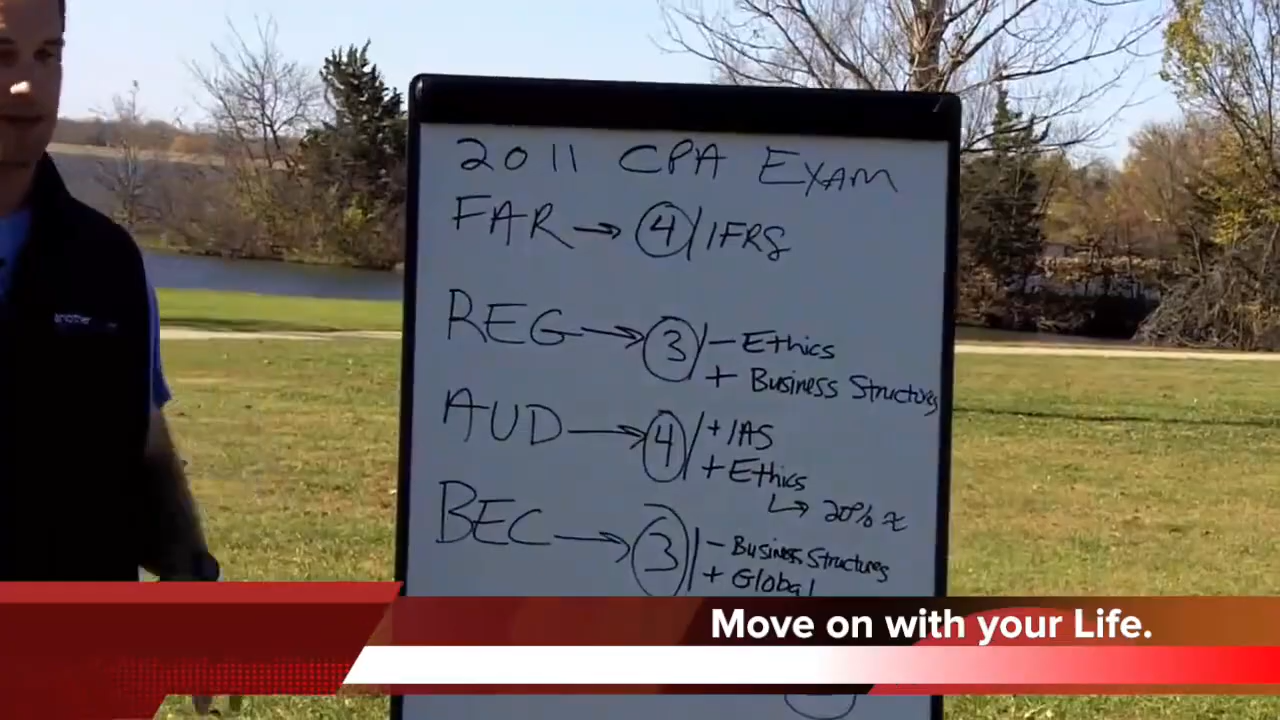 2011 CPA EXAM
FAR → 4 / IFRS
REG → 3 / - Ethics
+ Business Structures
AUD → 4 / + IAS
+ Ethics
↳ 20% ≈
BEC → 3 | - Business Structures
+ Global
another
Move on with your Life.